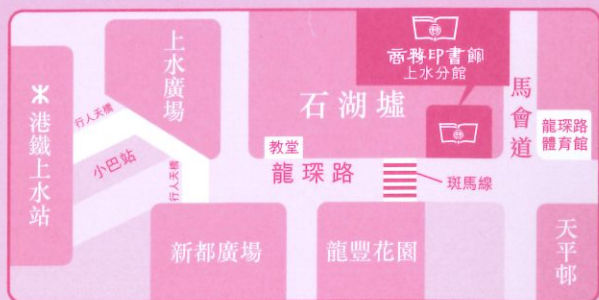 商務印書館
上水分館
上水廣場
石湖墟
馬會道
龍琛路
體育館
港鐵上水站
行人天橋
小巴站
行人天橋
教堂
龍琛路
斑馬線
新都廣場
龍豐花園
天平邨